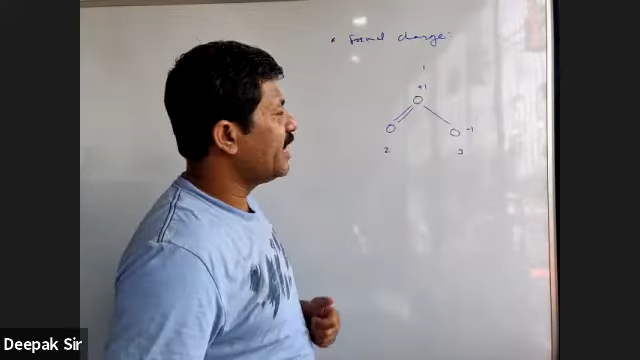 * Formal charge:
1
+1
O
O O -1
2 3
Deepak Sir